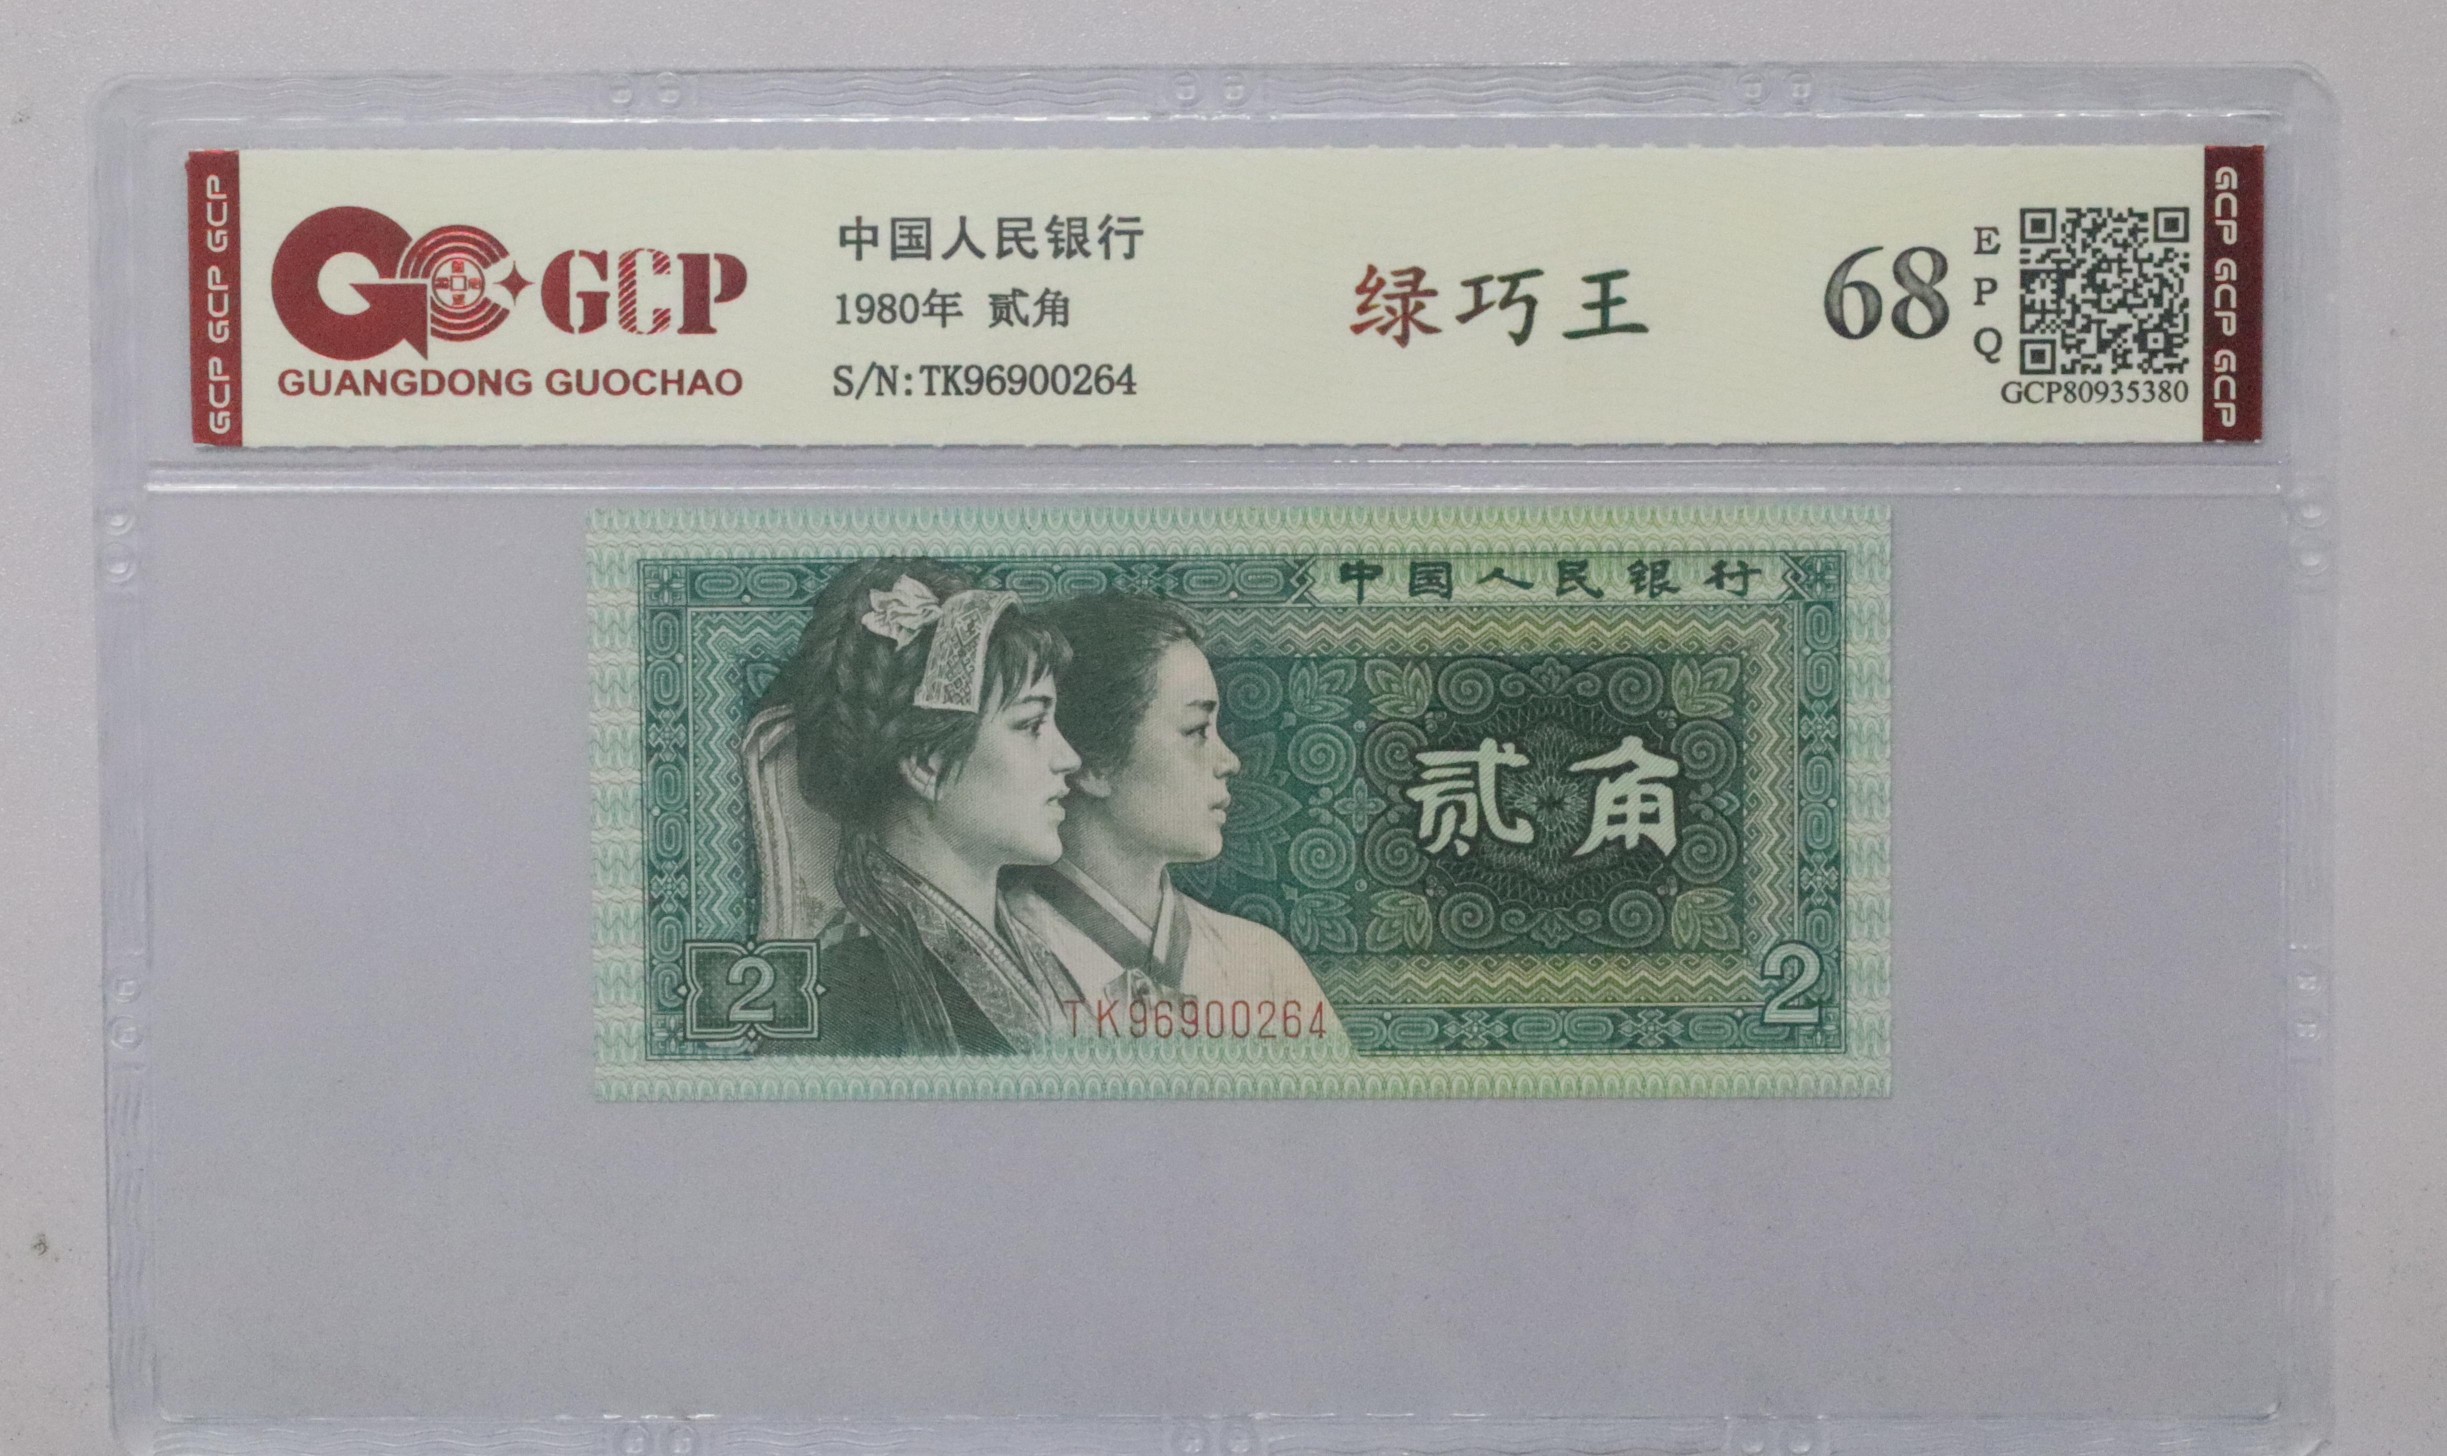 GCP GCP GCP
GCP
GUANGDONG GUOCHAO
中国人民银行
1980年 贰角
S/N:TK96900264
绿巧王
68
E
P
Q
GCP80935380
GCP GCP GCP GCP
中国人民银行
贰角
2
TK96900264
2